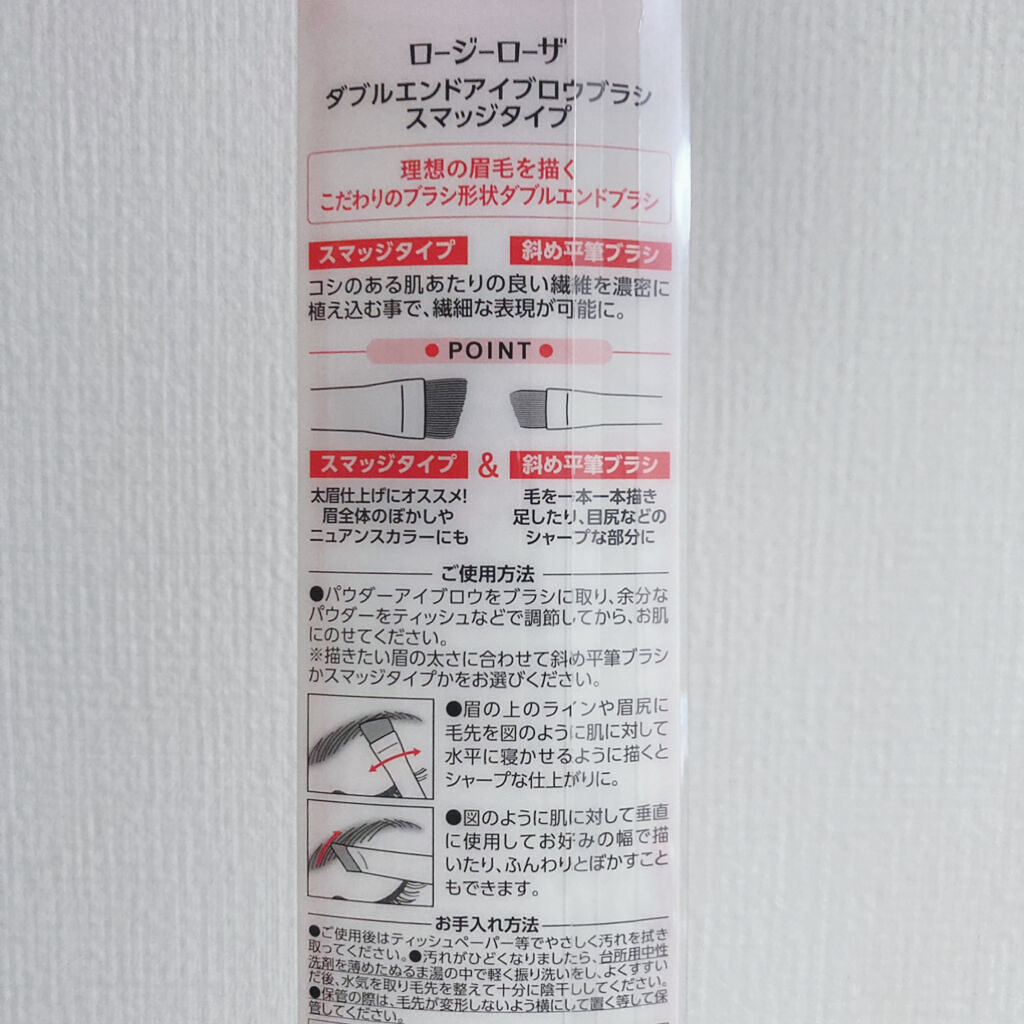 ロージーローザ
ダブルエンドアイブロウブラシ
スマッジタイプ
理想の眉毛を描く
こだわりのブラシ形状ダブルエンドブラシ
スマッジタイプ 斜め平筆ブラシ
コシのある肌あたりの良い繊維を濃密に
植え込む事で、繊細な表現が可能に。
●POINT●
スマッジタイプ & 斜め平筆ブラシ
太眉仕上げにオススメ!
眉全体のぼかしや
ニュアンスカラーにも
毛を一本一本描き
足したり、目尻などの
シャープな部分に
ご使用方法
●パウダーアイブロウをブラシに取り、余分な
パウダーをティッシュなどで調節してから、お肌
にのせてください。
※描きたい眉の太さに合わせて斜め平筆ブラシ
かスマッジタイプかをお選びください。
●眉の上のラインや眉尻に
毛先を図のように肌に対して
水平に寝かせるように描くと
シャープな仕上がりに。
●図のように肌に対して垂直
に使用してお好みの幅で描
いたり、ふんわりとぼかすこと
もできます。
お手入れ方法
●ご使用後はティッシュペーパー等でやさしく汚れを拭き
取ってください。●汚れがひどくなりましたら、台所用中性
洗剤を薄めたぬるま湯の中で軽く振り洗いをし、よくすすい
だ後、水気を取り毛先を整えて十分に陰干ししてください。
●保管の際は、毛先が変形しないよう横にして置く等して保
管してください。